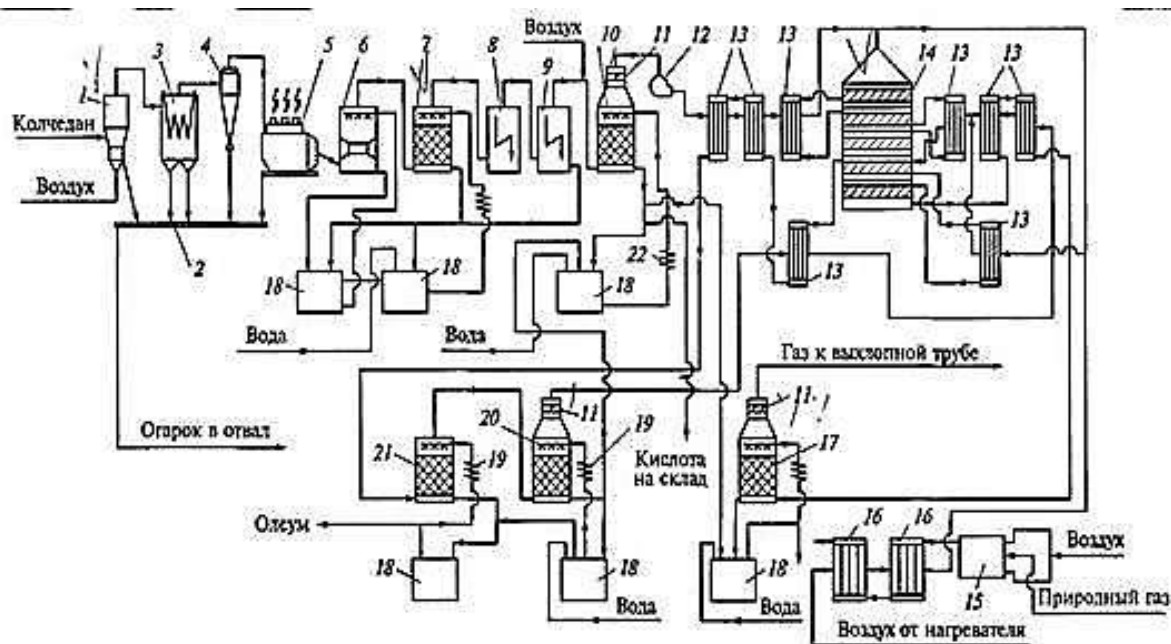 Воздух
1
3
4
5
6
7
8
9
10
11
12
13
13
14
13
13
Колчедан
Воздух
2
18
18
18
22
13
13
Вода
Вода
Газ к выхлопной трубе
Огарок в отвал
21
19
20
11
19
Кислота
на склад
11
17
Олеум
18
18
18
16
16
15
Воздух
Природный газ
Вода
Вода
Воздух от нагревателя